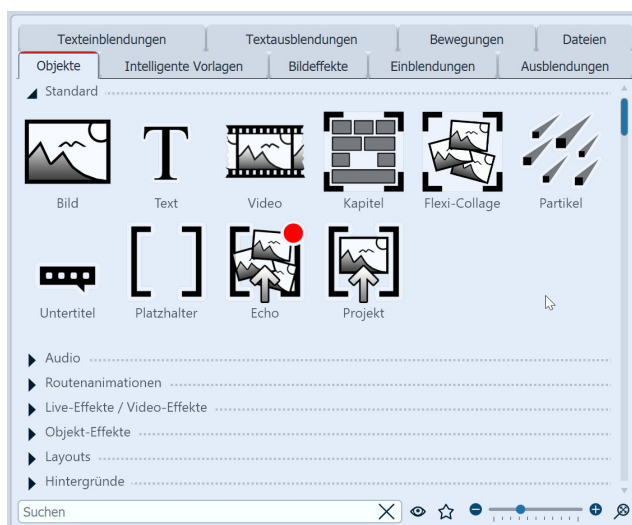 Texteinblendungen Textausblendungen Bewegungen Dateien
Objekte Intelligente Vorlagen Bildeffekte Einblendungen Ausblendungen
Standard
Bild Text Video Kapitel Flexi-Collage Partikel
Untertitel Platzhalter Echo Projekt
Audio
Routenanimationen
Live-Effekte / Video-Effekte
Objekt-Effekte
Layouts
Hintergründe
Suchen